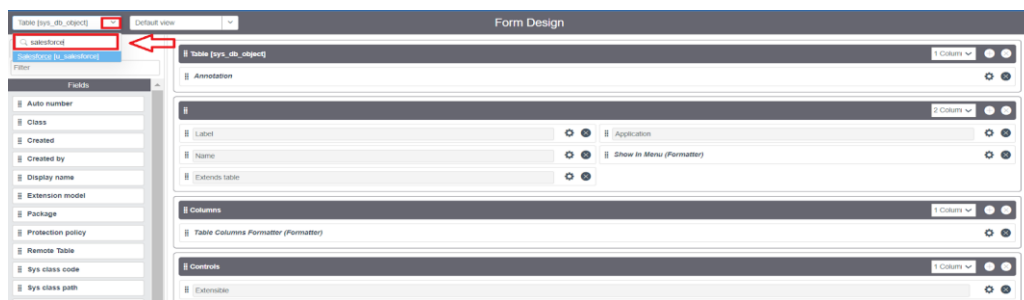 Table [sys_db_object]
Default view
Form Design
salesforce
Salesforce [u_salesforce]
Filter
Fields
Auto number
Class
Created
Created by
Display name
Extension model
Package
Protection policy
Remote Table
Sys class code
Sys class path
Table [sys_db_object]
1 Column
Annotation
2 Column
Label
Application
Name
Show In Menu (Formatter)
Extends table
Columns
1 Column
Table Columns Formatter (Formatter)
Controls
1 Column
Extensible